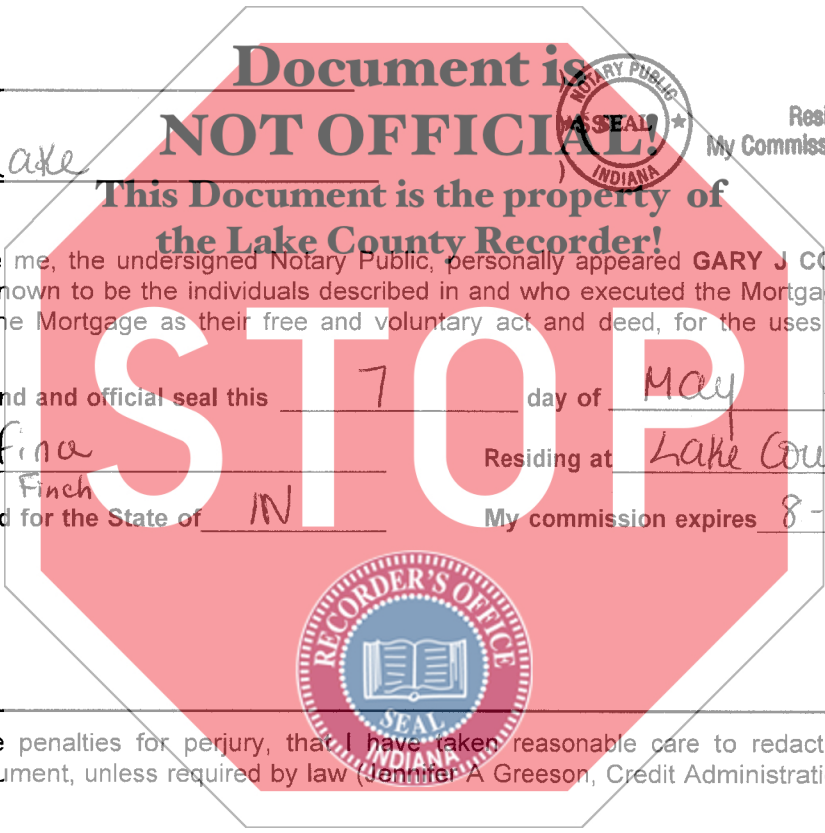 Document is
NOT OFFICIAL!
This Document is the property of
the Lake County Recorder!
NOTARY PUBLIC
SEAL
INDIANA
Resi
My Commiss
ake
me, the undersigned Notary Public, personally appeared GARY J CO
nown to be the individuals described in and who executed the Mortga
ne Mortgage as their free and voluntary act and deed, for the uses
nd and official seal this 7 day of May
fina Residing at Lake Cou
Finch
d for the State of IN My commission expires 8-
STOP
RECORDER'S OFFICE
SEAL
INDIANA
e penalties for perjury, that I have taken reasonable care to redact
ument, unless required by law (Jennifer A Greeson, Credit Administrati